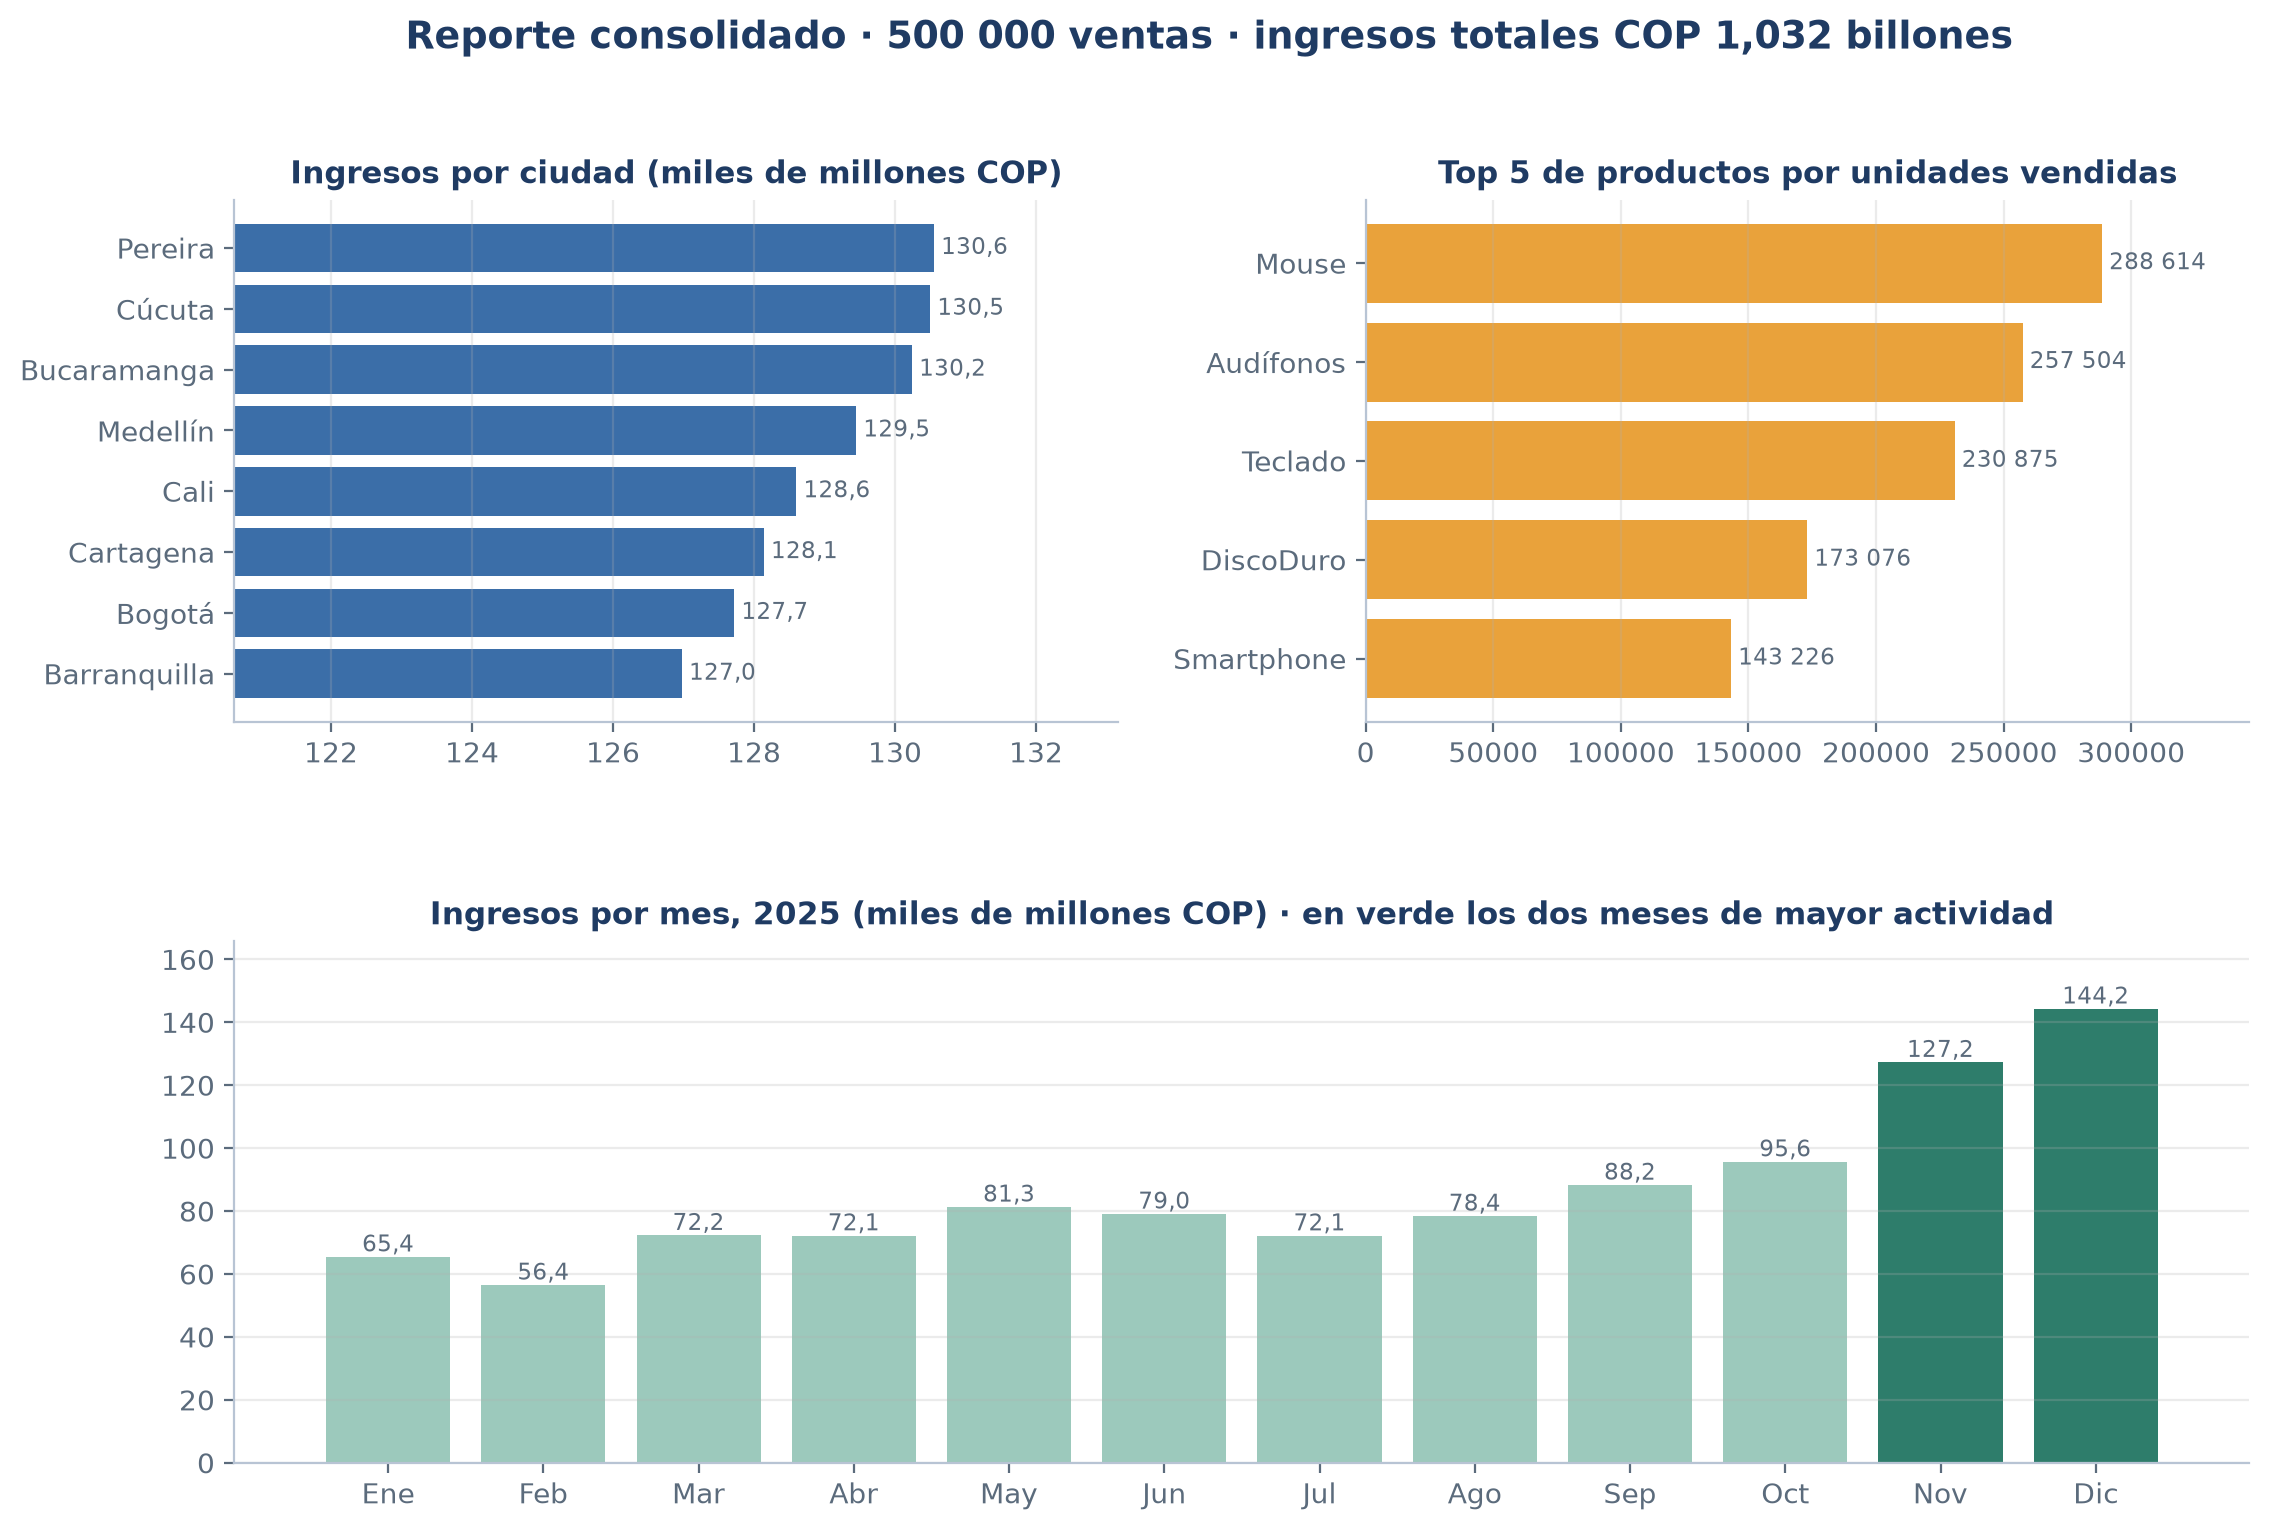 Reporte consolidado · 500 000 ventas · ingresos totales COP 1,032 billones
Ingresos por ciudad (miles de millones COP)
Pereira 130,6
Cúcuta 130,5
Bucaramanga 130,2
Medellín 129,5
Cali 128,6
Cartagena 128,1
Bogotá 127,7
Barranquilla 127,0
122 124 126 128 130 132
Top 5 de productos por unidades vendidas
Mouse 288 614
Audífonos 257 504
Teclado 230 875
DiscoDuro 173 076
Smartphone 143 226
0 50000 100000 150000 200000 250000 300000
Ingresos por mes, 2025 (miles de millones COP) · en verde los dos meses de mayor actividad
160
140
120
100
80
60
40
20
0
65,4 56,4 72,2 72,1 81,3 79,0 72,1 78,4 88,2 95,6 127,2 144,2
Ene Feb Mar Abr May Jun Jul Ago Sep Oct Nov Dic